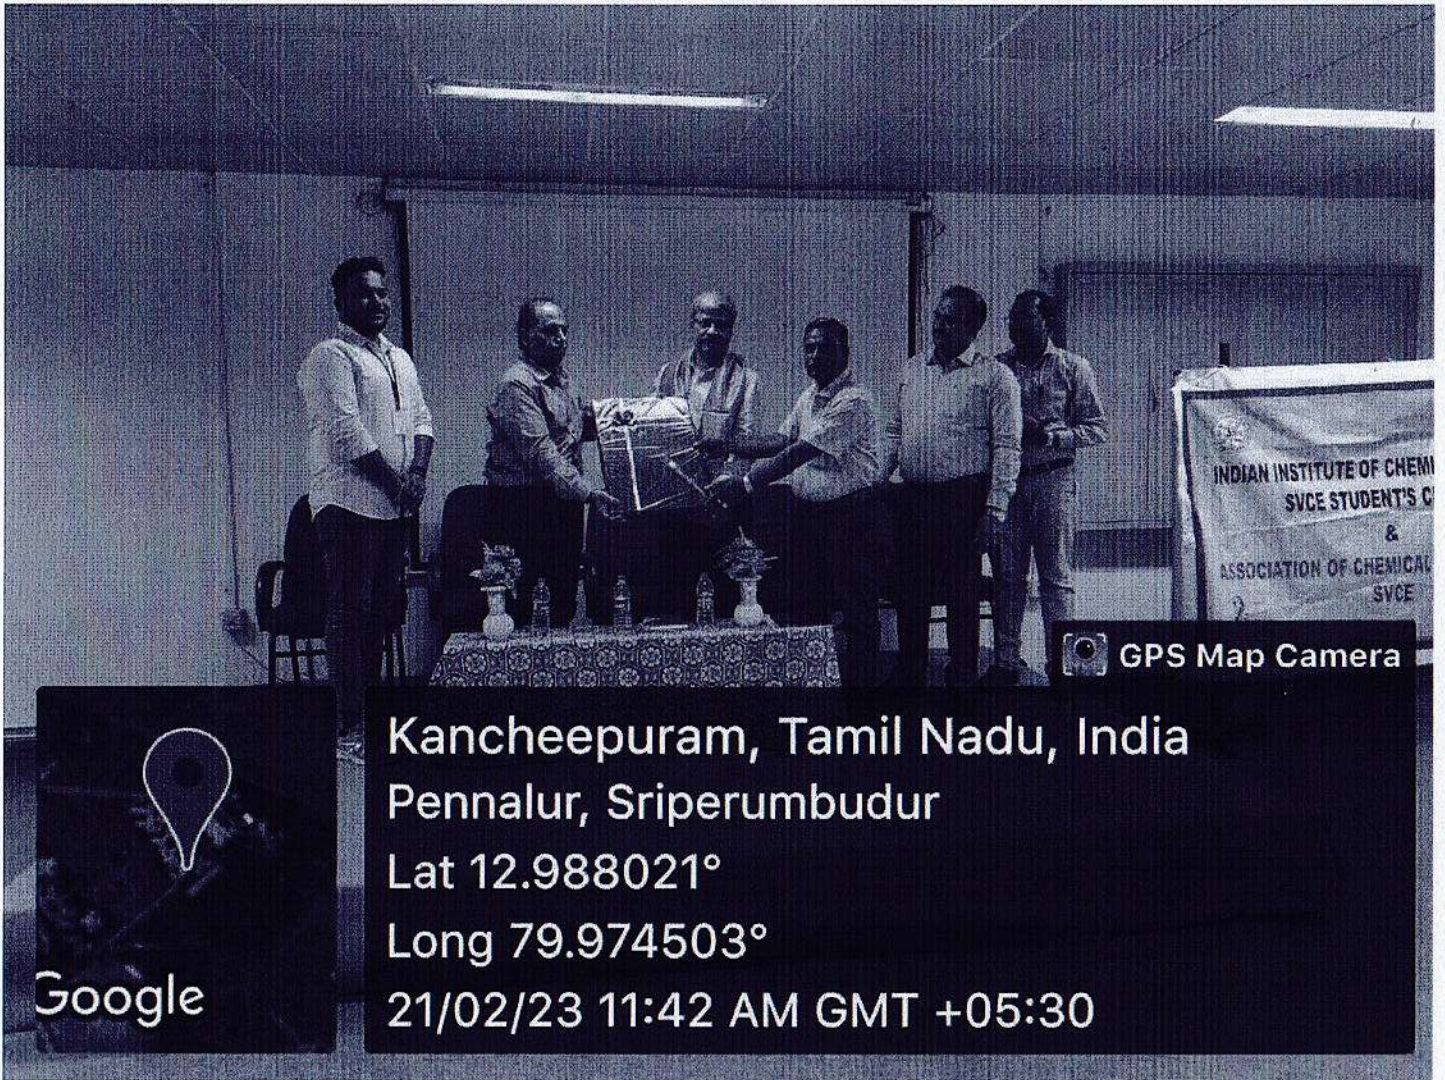 INDIAN INSTITUTE OF CHEMI
SVCE STUDENT'S C
&
ASSOCIATION OF CHEMICAL
SVCE
GPS Map Camera
Kancheepuram, Tamil Nadu, India
Pennalur, Sriperumbudur
Lat 12.988021°
Long 79.974503°
21/02/23 11:42 AM GMT +05:30
Google